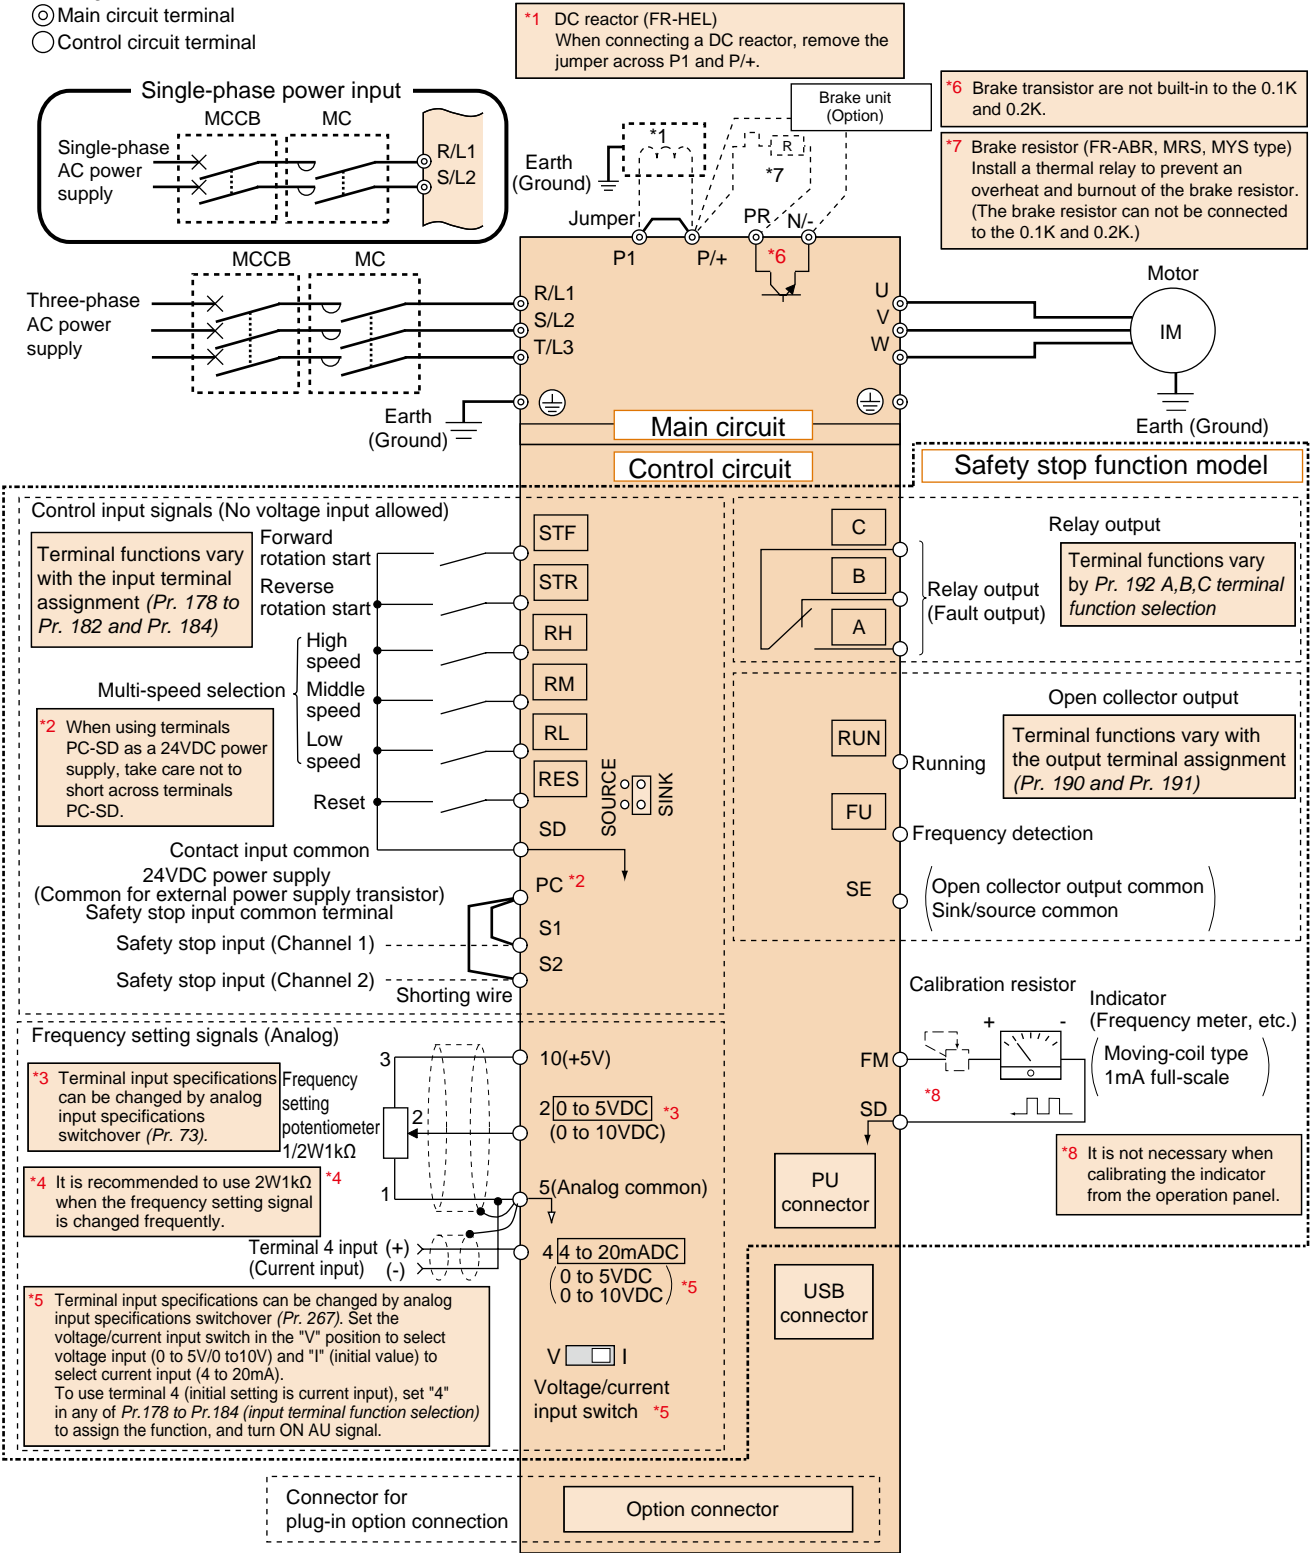 Main circuit terminal
Control circuit terminal
*1 DC reactor (FR-HEL)
When connecting a DC reactor, remove the
jumper across P1 and P/+.
*6 Brake transistor are not built-in to the 0.1K
and 0.2K.
*7 Brake resistor (FR-ABR, MRS, MYS type)
Install a thermal relay to prevent an
overheat and burnout of the brake resistor.
(The brake resistor can not be connected
to the 0.1K and 0.2K.)
Single-phase power input
MCCB MC
Single-phase
AC power
supply
R/L1
S/L2
Brake unit
(Option)
*1
R
*7
Earth
(Ground)
Jumper
PR N/-
P1 P/+ *6
MCCB MC
Three-phase
AC power
supply
R/L1
S/L2
T/L3
U
V
W
Motor
IM
Earth
(Ground)
Earth (Ground)
Main circuit
Control circuit
Safety stop function model
Control input signals (No voltage input allowed)
Terminal functions vary
with the input terminal
assignment (Pr. 178 to
Pr. 182 and Pr. 184)
Forward
rotation start
Reverse
rotation start
High
speed
Multi-speed selection
Middle
speed
Low
speed
Reset
*2 When using terminals
PC-SD as a 24VDC power
supply, take care not to
short across terminals
PC-SD.
STF
STR
RH
RM
RL
RES
SD
SOURCE
SINK
Contact input common
24VDC power supply
(Common for external power supply transistor)
Safety stop input common terminal
PC *2
Safety stop input (Channel 1)
S1
Safety stop input (Channel 2)
S2
Shorting wire
C
B
A
Relay output
Relay output
(Fault output)
Terminal functions vary
by Pr. 192 A,B,C terminal
function selection
Open collector output
Terminal functions vary with
the output terminal assignment
(Pr. 190 and Pr. 191)
RUN
Running
FU
Frequency detection
SE
Open collector output common
Sink/source common
Frequency setting signals (Analog)
*3 Terminal input specifications
can be changed by analog
input specifications
switchover (Pr. 73).
Frequency
setting
potentiometer
1/2W1kΩ
*4
*4 It is recommended to use 2W1kΩ
when the frequency setting signal
is changed frequently.
3
2
1
10(+5V)
2 0 to 5VDC *3
(0 to 10VDC)
5(Analog common)
Terminal 4 input (+)
(Current input) (-)
4 4 to 20mADC
0 to 5VDC
0 to 10VDC *5
*5 Terminal input specifications can be changed by analog
input specifications switchover (Pr. 267). Set the
voltage/current input switch in the "V" position to select
voltage input (0 to 5V/0 to10V) and "I" (initial value) to
select current input (4 to 20mA).
To use terminal 4 (initial setting is current input), set "4"
in any of Pr.178 to Pr.184 (input terminal function selection)
to assign the function, and turn ON AU signal.
V I
Voltage/current
input switch *5
Calibration resistor
Indicator
(Frequency meter, etc.)
+ -
Moving-coil type
1mA full-scale
FM
*8
SD
*8 It is not necessary when
calibrating the indicator
from the operation panel.
PU
connector
USB
connector
Connector for
plug-in option connection
Option connector